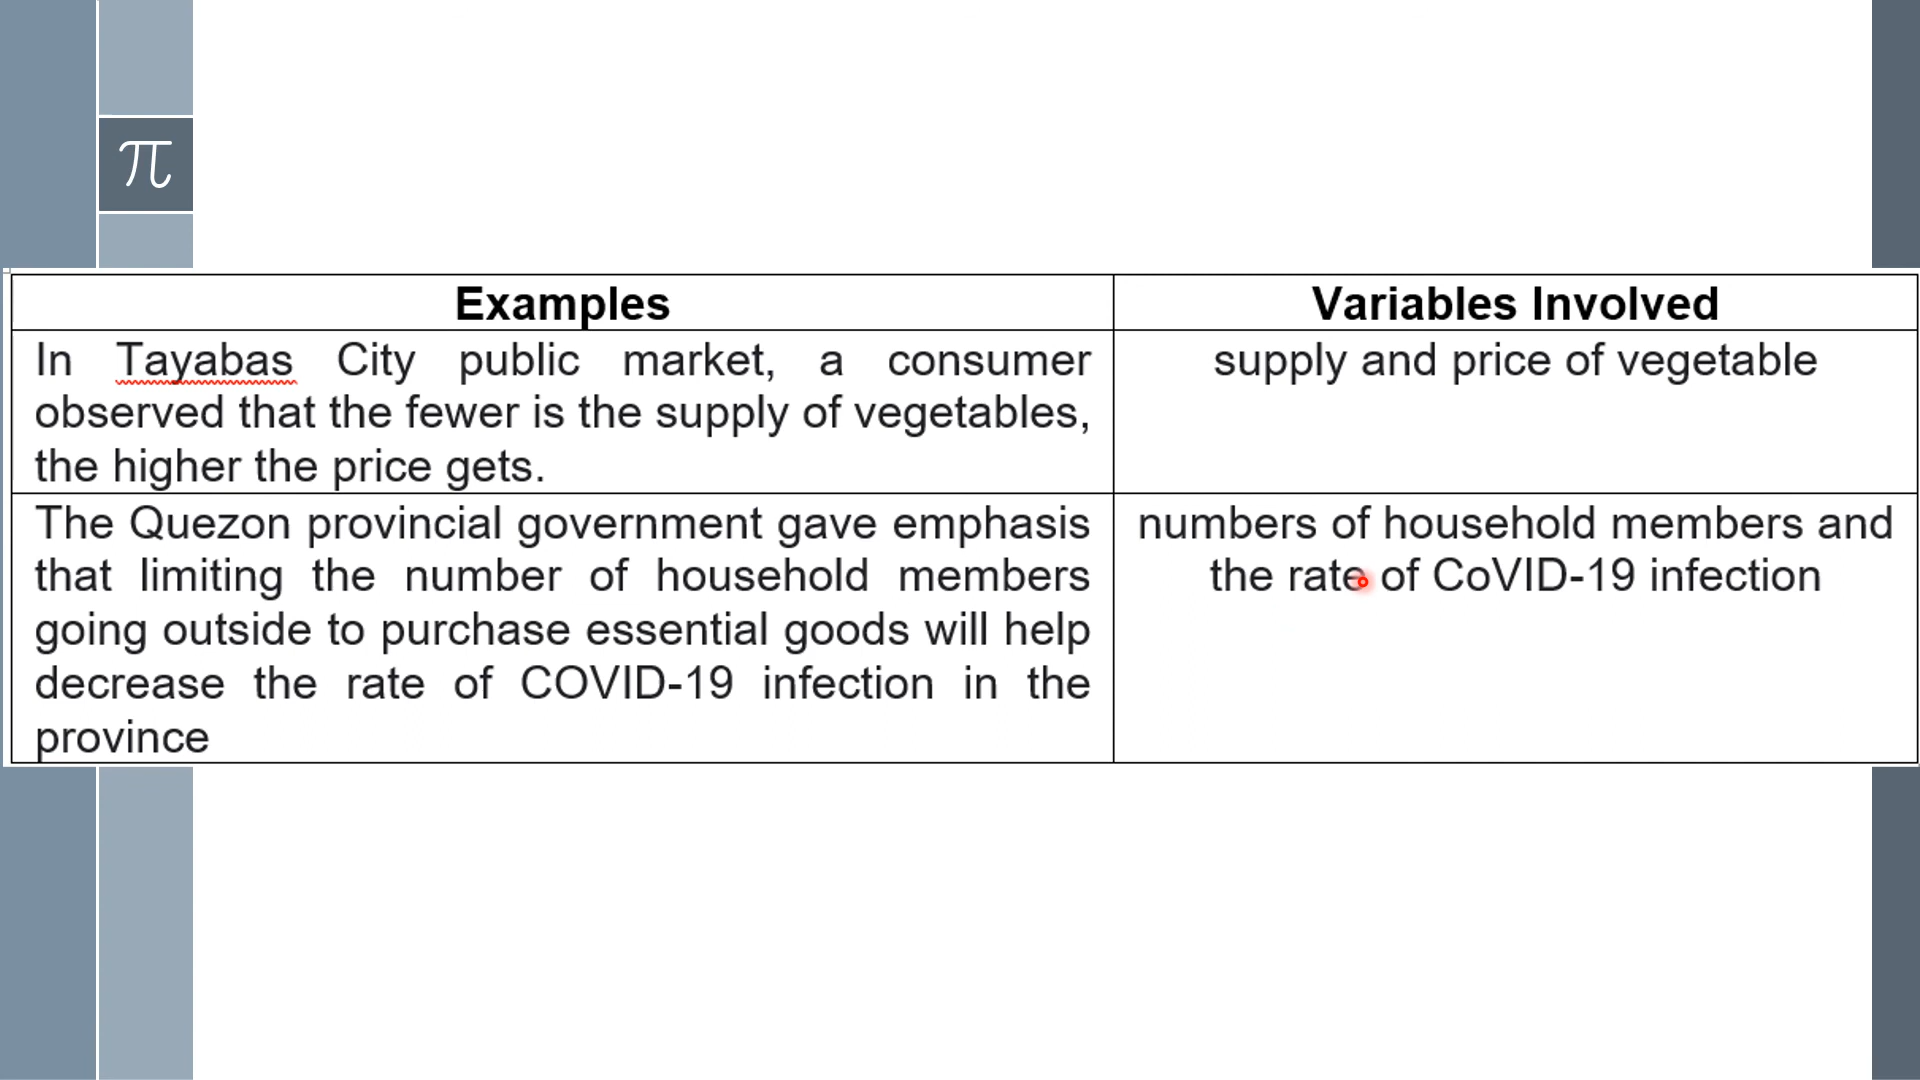 π
Examples
Variables Involved
In Tayabas City public market, a consumer
observed that the fewer is the supply of vegetables,
the higher the price gets.
supply and price of vegetable
The Quezon provincial government gave emphasis
that limiting the number of household members
going outside to purchase essential goods will help
decrease the rate of COVID-19 infection in the
province
numbers of household members and
the rate of CoVID-19 infection